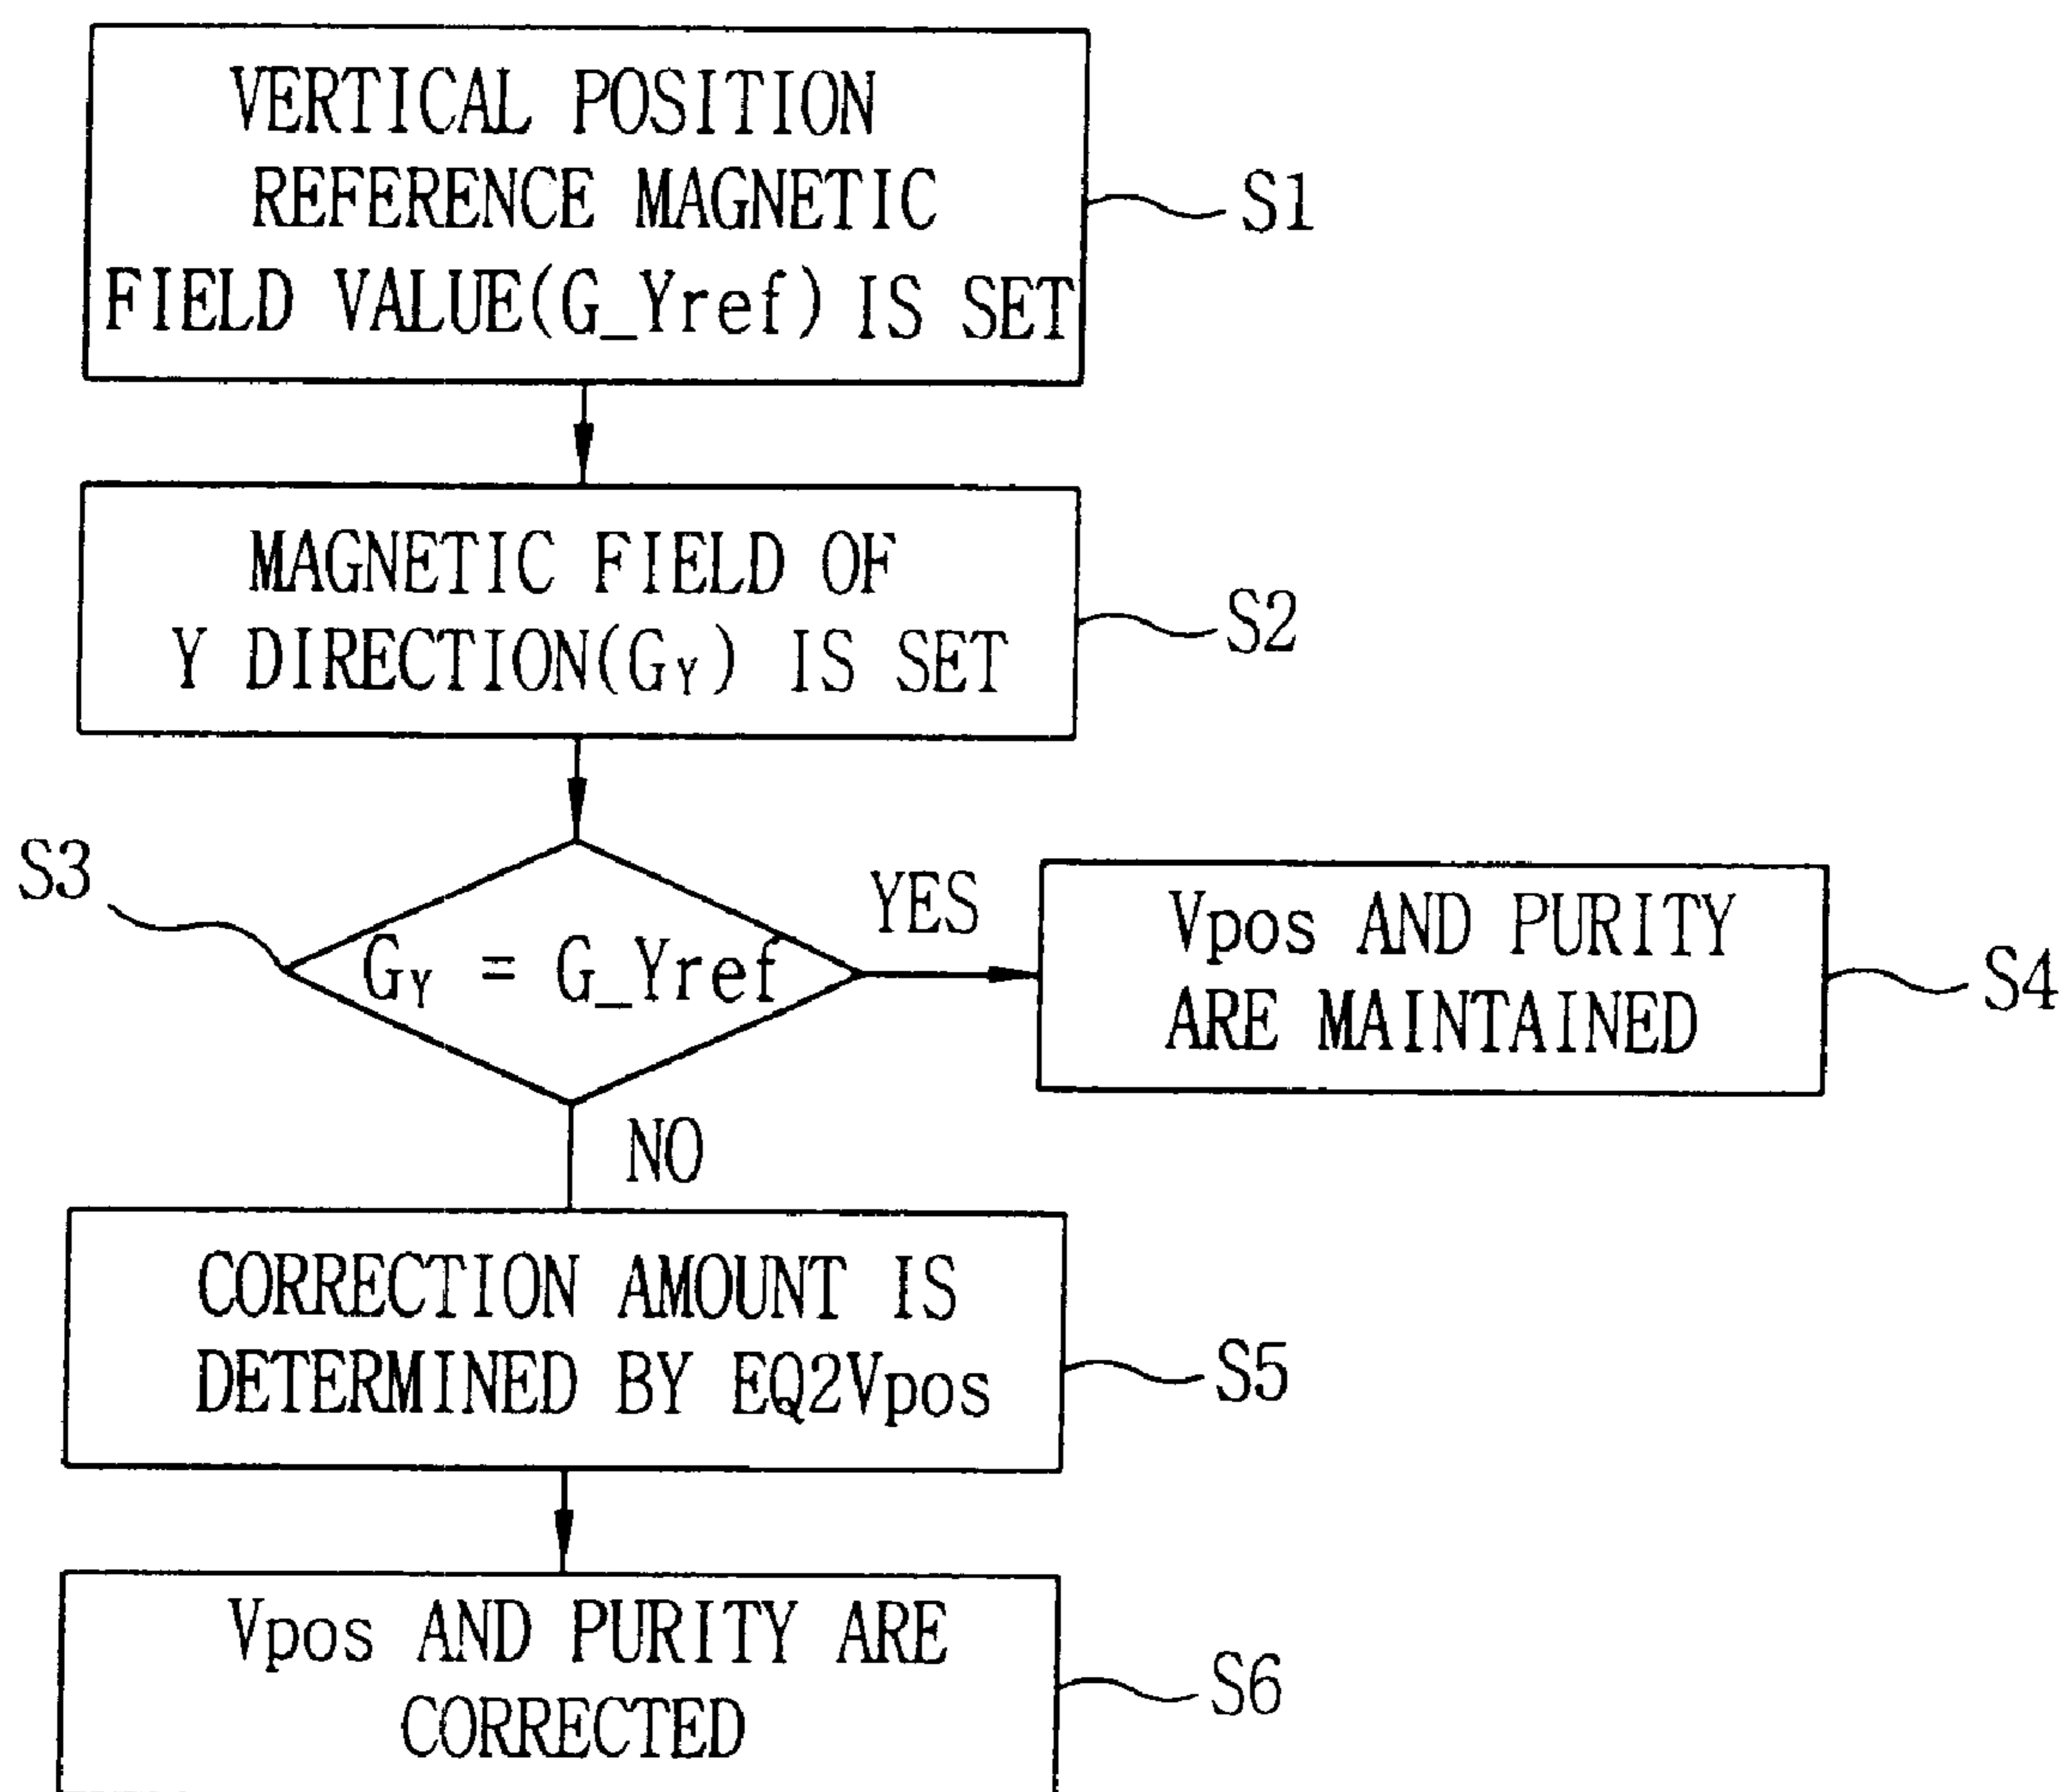 VERTICAL POSITION
REFERENCE MAGNETIC
FIELD VALUE(G_Yref) IS SET
S1
MAGNETIC FIELD OF
Y DIRECTION(GY) IS SET
S2
S3
GY = G_Yref
YES
Vpos AND PURITY
ARE MAINTAINED
S4
NO
CORRECTION AMOUNT IS
DETERMINED BY EQ2Vpos
S5
Vpos AND PURITY ARE
CORRECTED
S6